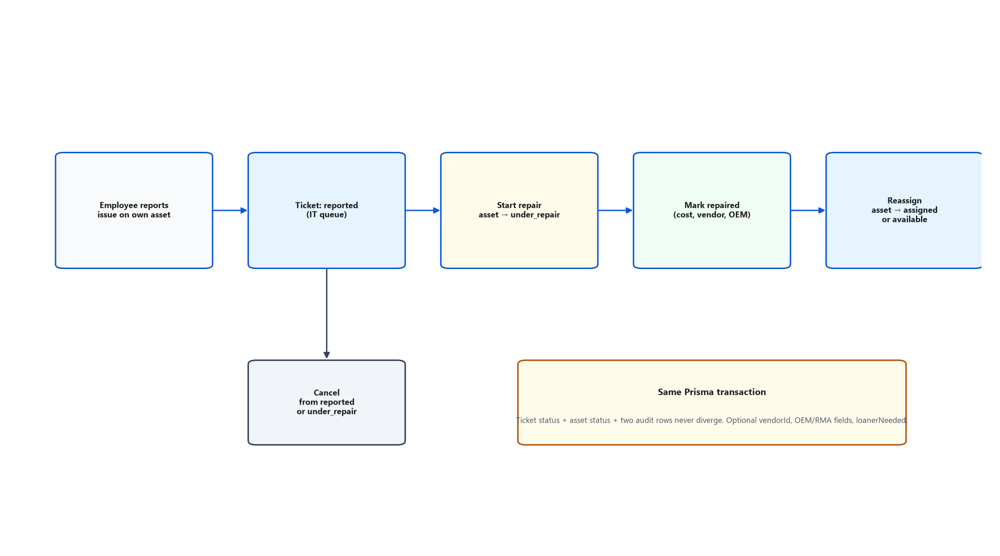 Employee reports
issue on own asset
Ticket: reported
(IT queue)
Start repair
asset → under_repair
Mark repaired
(cost, vendor, OEM)
Reassign
asset → assigned
or available
Cancel
from reported
or under_repair
Same Prisma transaction
Ticket status + asset status + two audit rows never diverge. Optional vendorId, OEM/RMA fields, loanerNeeded.